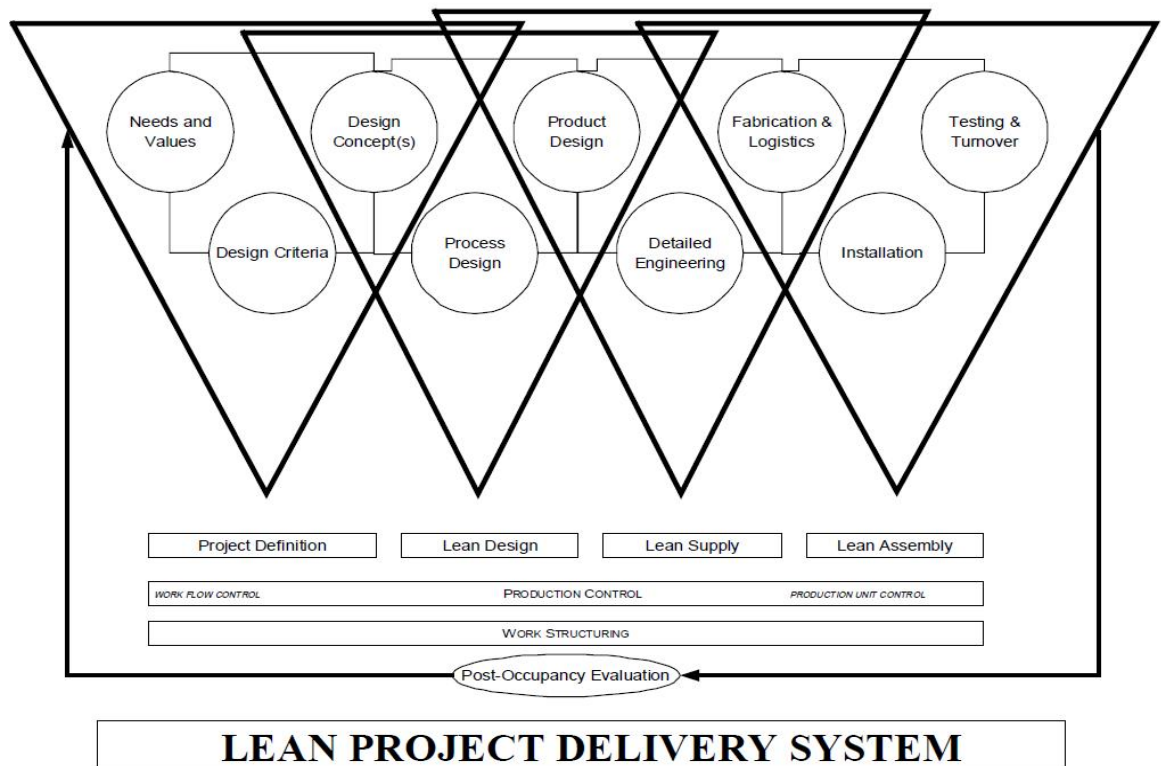 Needs and
Values
Design
Concept(s)
Product
Design
Fabrication &
Logistics
Testing &
Turnover
Design Criteria
Process
Design
Detailed
Engineering
Installation
Project Definition
Lean Design
Lean Supply
Lean Assembly
WORK FLOW CONTROL
PRODUCTION CONTROL
PRODUCTION UNIT CONTROL
WORK STRUCTURING
Post-Occupancy Evaluation
LEAN PROJECT DELIVERY SYSTEM